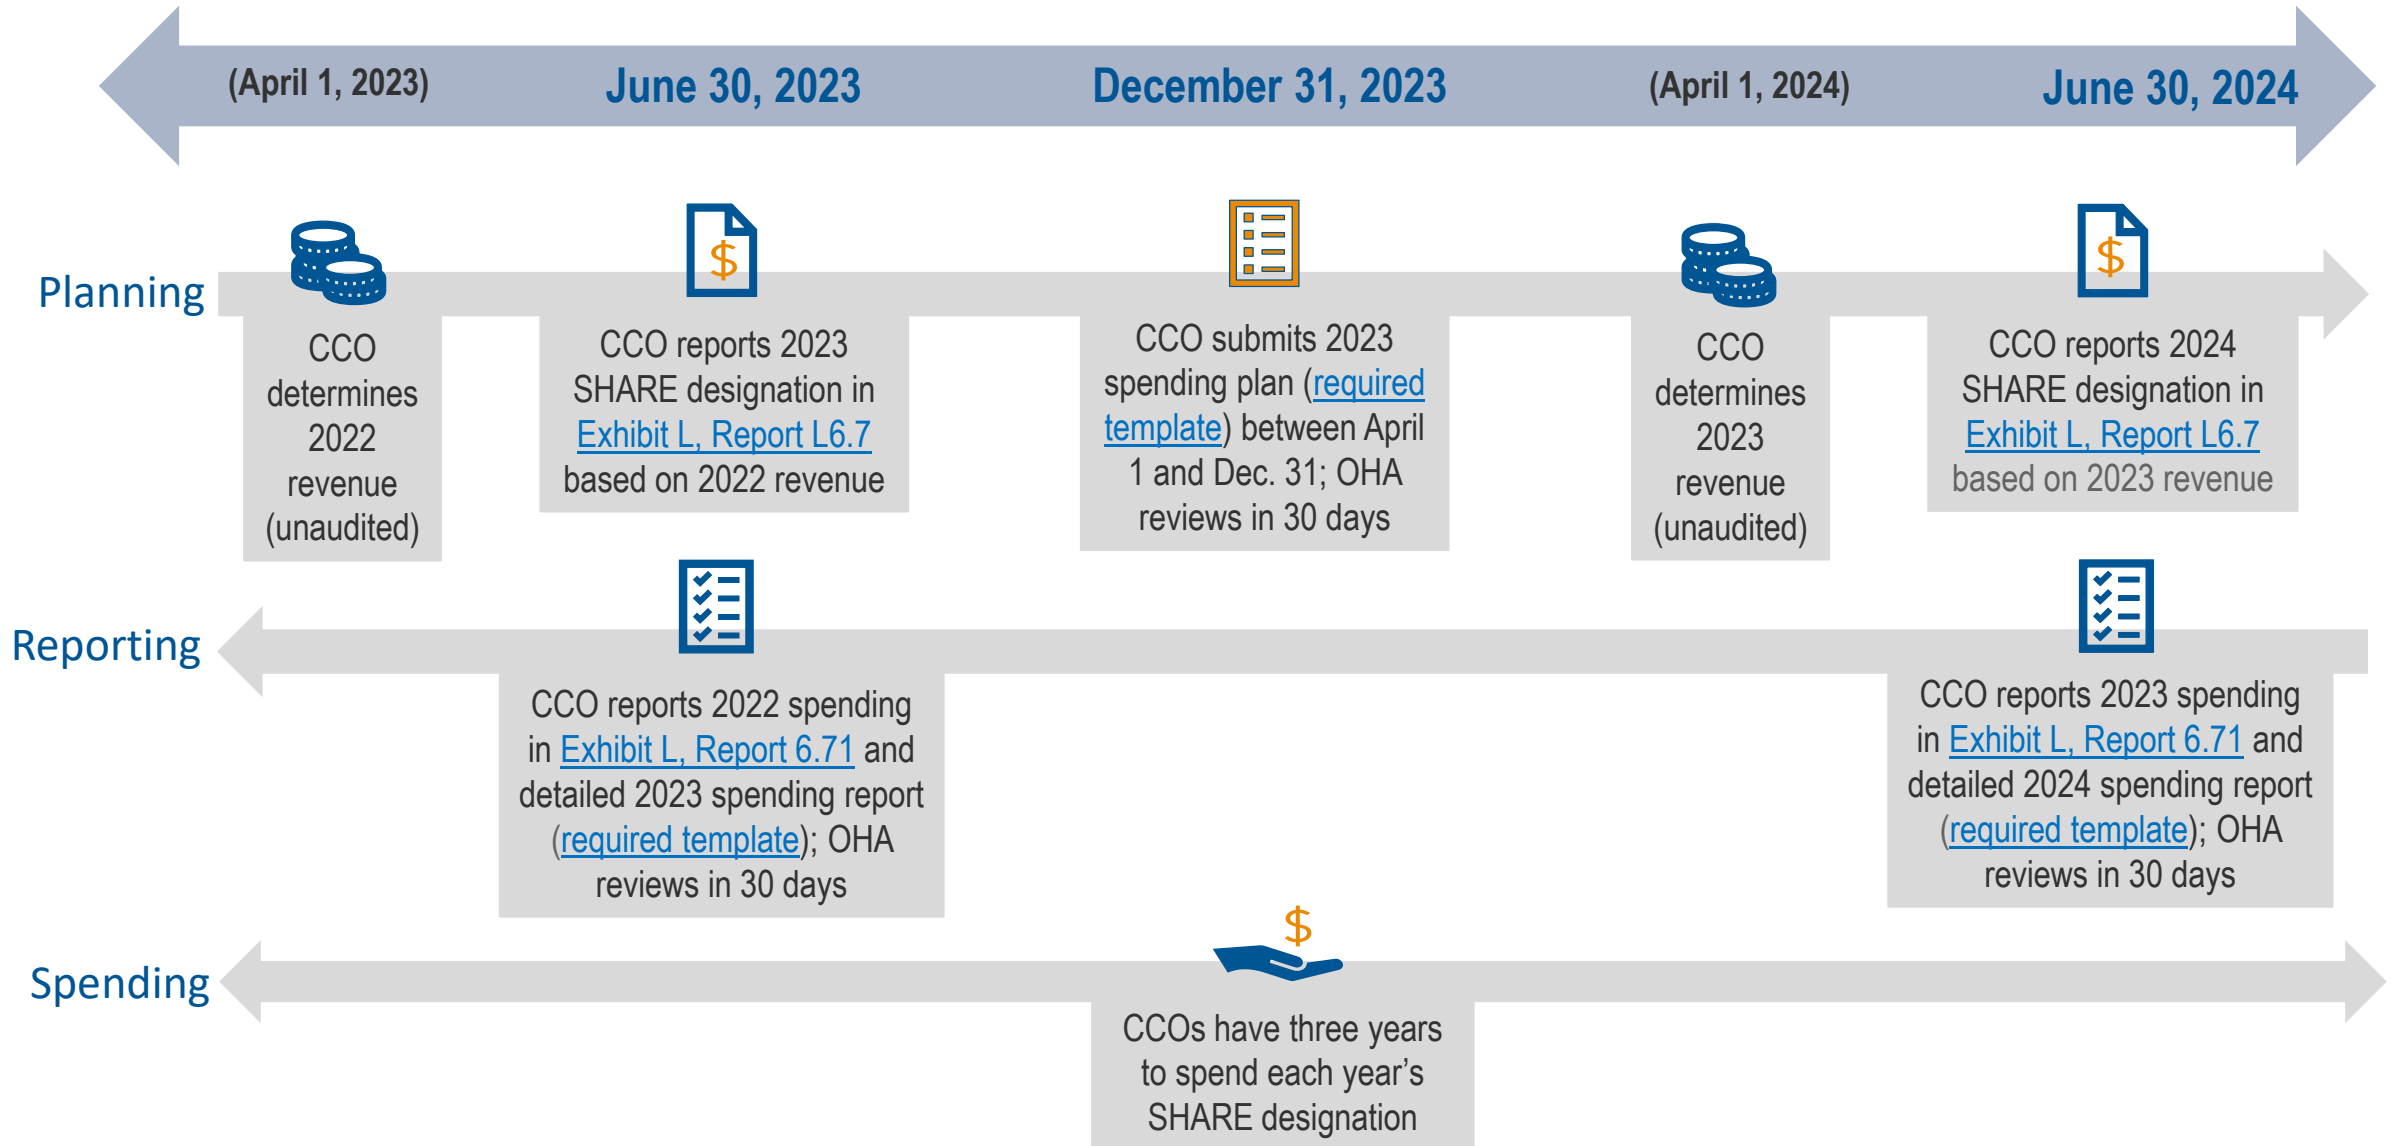 (April 1, 2023)
June 30, 2023
December 31, 2023
(April 1, 2024)
June 30, 2024
Planning
CCO
determines
2022
revenue
(unaudited)
CCO reports 2023
SHARE designation in
Exhibit L, Report L6.7
based on 2022 revenue
CCO submits 2023
spending plan (required
template) between April
1 and Dec. 31; OHA
reviews in 30 days
CCO
determines
2023
revenue
(unaudited)
CCO reports 2024
SHARE designation in
Exhibit L, Report L6.7
based on 2023 revenue
Reporting
CCO reports 2022 spending
in Exhibit L, Report 6.71 and
detailed 2023 spending report
(required template); OHA
reviews in 30 days
CCO reports 2023 spending
in Exhibit L, Report 6.71 and
detailed 2024 spending report
(required template); OHA
reviews in 30 days
Spending
CCOs have three years
to spend each year’s
SHARE designation